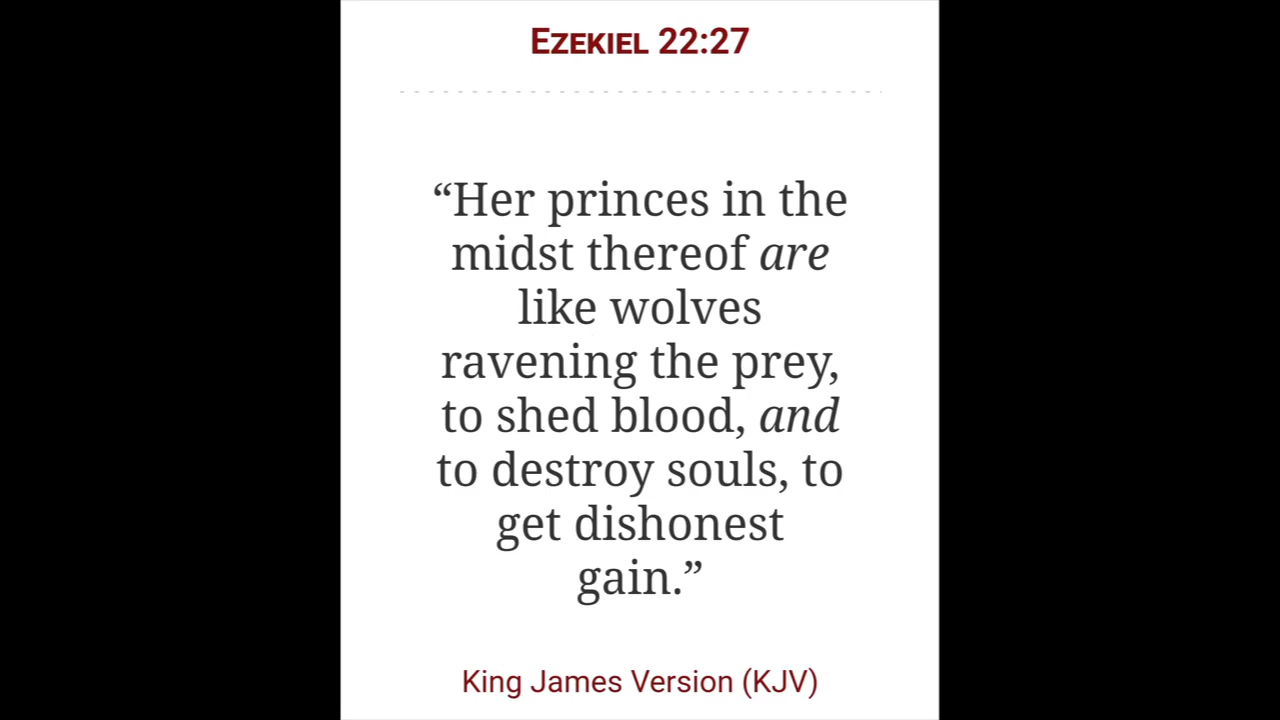 Ezekiel 22:27
“Her princes in the
midst thereof are
like wolves
ravening the prey,
to shed blood, and
to destroy souls, to
get dishonest
gain.”
King James Version (KJV)